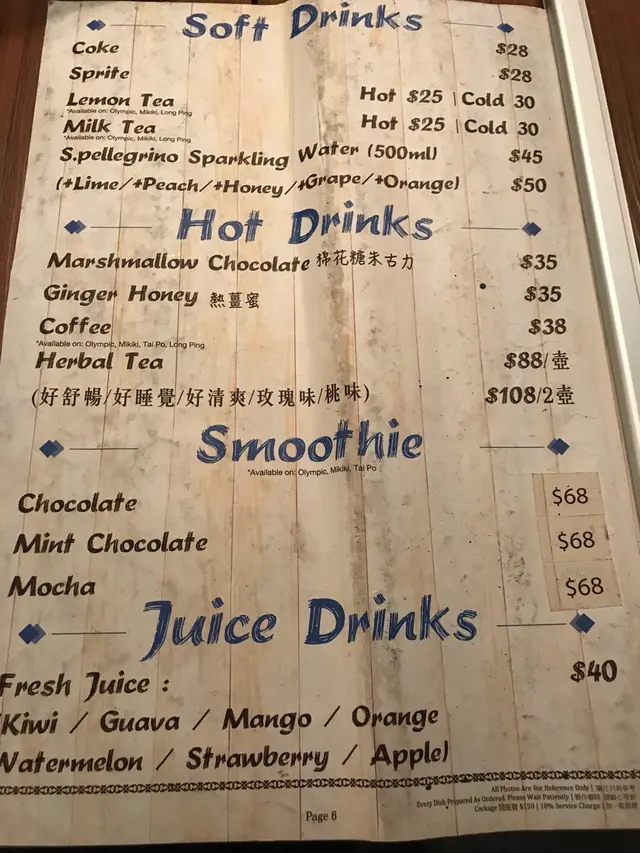 Soft Drinks
Coke $28
Sprite $28
Lemon Tea Hot $25 | Cold 30
*Available on: Olympic, Mikiki, Long Ping
Milk Tea Hot $25 | Cold 30
*Available on: Olympic, Mikiki, Long Ping
S.pellegrino Sparkling Water (500ml) $45
(+Lime/+Peach/+Honey/+Grape/+Orange) $50
Hot Drinks
Marshmallow Chocolate 棉花糖朱古力 $35
Ginger Honey 熱薑蜜 $35
Coffee $38
*Available on: Olympic, Mikiki, Tai Po, Long Ping
Herbal Tea $88/壺
(好舒暢/好睡覺/好清爽/玫瑰味/桃味) $108/2壺
Smoothie
*Available on: Olympic, Mikiki, Tai Po
Chocolate $68
Mint Chocolate $68
Mocha $68
Juice Drinks
Fresh Juice : $40
Kiwi / Guava / Mango / Orange
Watermelon / Strawberry / Apple)
All Photos Are For Reference Only |
Every Dish Prepared As Ordered, Please Wait Patiently |
Corkage 開瓶費 $150 | 10% Service Charge |
Page 6